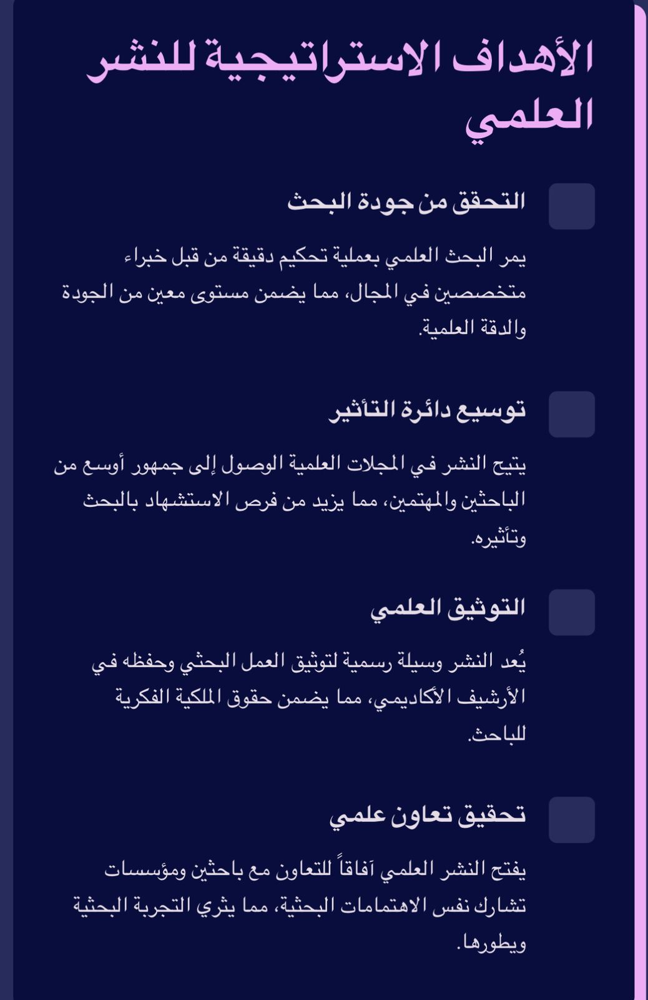 الأهداف الاستراتيجية للنشر
العلمي
التحقق من جودة البحث
يمر البحث العلمي بعملية تحكيم دقيقة من قبل خبراء
متخصصين في المجال، مما يضمن مستوى معين من الجودة
والدقة العلمية.
توسيع دائرة التأثير
يتيح النشر في المجلات العلمية الوصول إلى جمهور أوسع من
الباحثين والمهتمين، مما يزيد من فرص الاستشهاد بالبحث
وتأثيره.
التوثيق العلمي
يُعد النشر وسيلة رسمية لتوثيق العمل البحثي وحفظه في
الأرشيف الأكاديمي، مما يضمن حقوق الملكية الفكرية
للباحث.
تحقيق تعاون علمي
يفتح النشر العلمي آفاقاً للتعاون مع باحثين ومؤسسات
تشارك نفس الاهتمامات البحثية، مما يثري التجربة البحثية
ويطورها.